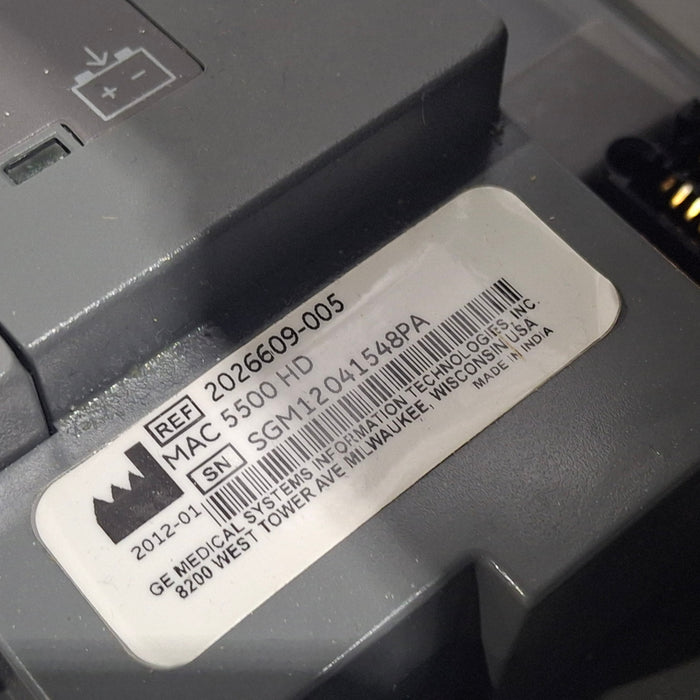 REF 2026609-005
MAC 5500 HD
SN SGM12041548PA
2012-01
GE MEDICAL SYSTEMS INFORMATION TECHNOLOGIES, INC.
8200 WEST TOWER AVE MILWAUKEE, WISCONSIN USA
MADE IN INDIA